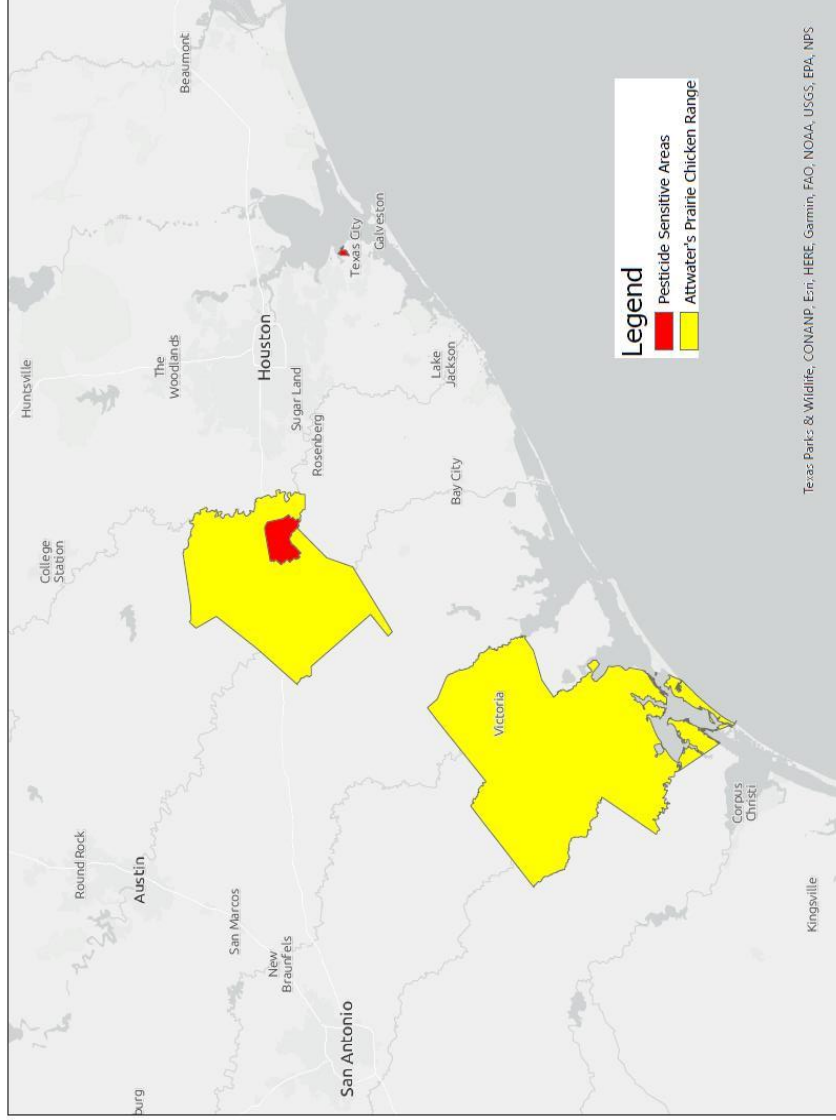 Huntsville
College
Station
Beaumont
The
Woodlands
Round Rock
Austin
Houston
San Marcos
Sugar Land
New
Braunfels
Rosenberg
San Antonio
Texas City
Galveston
burg
Lake
Jackson
Bay City
Victoria
Corpus
Christi
Kingsville
Legend
Pesticide Sensitive Areas
Attwater's Prairie Chicken Range
Texas Parks & Wildlife, CONANP, Esri, HERE, Garmin, FAO, NOAA, USGS, EPA, NPS